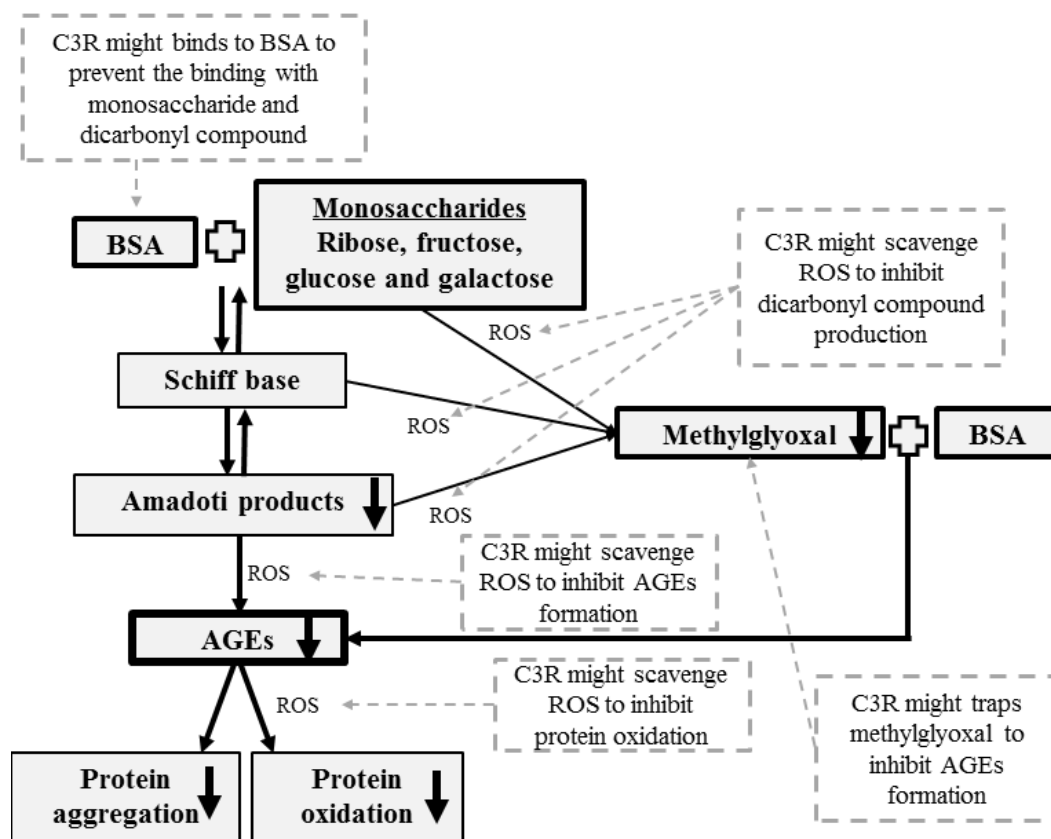 C3R might binds to BSA to
prevent the binding with
monosaccharide and
dicarbonyl compound
Monosaccharides
Ribose, fructose,
glucose and galactose
BSA
C3R might scavenge
ROS to inhibit
dicarbonyl compound
production
ROS
Schiff base
ROS
Methylglyoxal
BSA
Amadoti products
ROS
C3R might scavenge
ROS to inhibit AGEs
formation
ROS
AGEs
C3R might scavenge
ROS to inhibit
protein oxidation
ROS
C3R might traps
methylglyoxal to
inhibit AGEs
formation
Protein
aggregation
Protein
oxidation